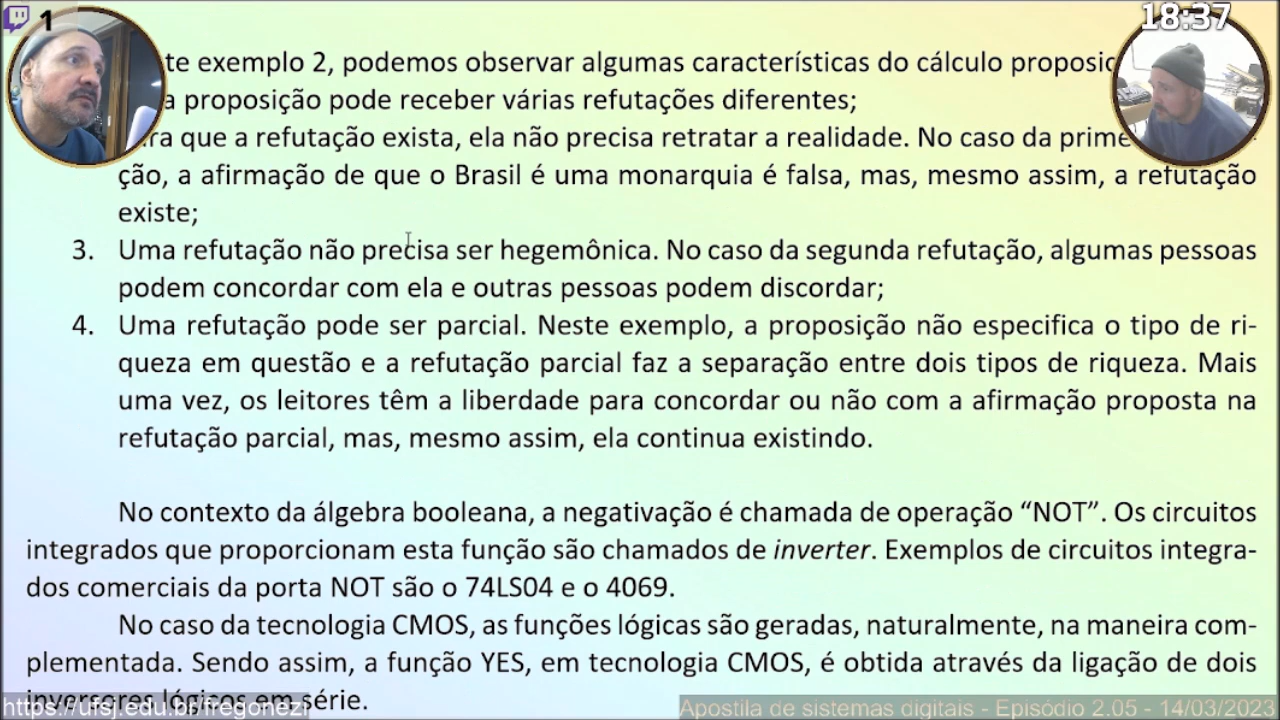 1
18:37
te exemplo 2, podemos observar algumas características do cálculo
a proposição pode receber várias refutações diferentes;
que a refutação exista, ela não precisa retratar a realidade. No caso da
ção, a afirmação de que o Brasil é uma monarquia é falsa, mas, mesmo assim, a refutação
existe;
3. Uma refutação não precisa ser hegemônica. No caso da segunda refutação, algumas pessoas
podem concordar com ela e outras pessoas podem discordar;
4. Uma refutação pode ser parcial. Neste exemplo, a proposição não especifica o tipo de ri-
queza em questão e a refutação parcial faz a separação entre dois tipos de riqueza. Mais
uma vez, os leitores têm a liberdade para concordar ou não com a afirmação proposta na
refutação parcial, mas, mesmo assim, ela continua existindo.
No contexto da álgebra booleana, a negativação é chamada de operação “NOT”. Os circuitos
integrados que proporcionam esta função são chamados de inverter. Exemplos de circuitos integra-
dos comerciais da porta NOT são o 74LS04 e o 4069.
No caso da tecnologia CMOS, as funções lógicas são geradas, naturalmente, na maneira com-
plementada. Sendo assim, a função YES, em tecnologia CMOS, é obtida através da ligação de dois
inversores lógicos em série.
https://ufsj.edu.br/fregonezi
Apostila de sistemas digitais - Episódio 2.05 - 14/03/2023